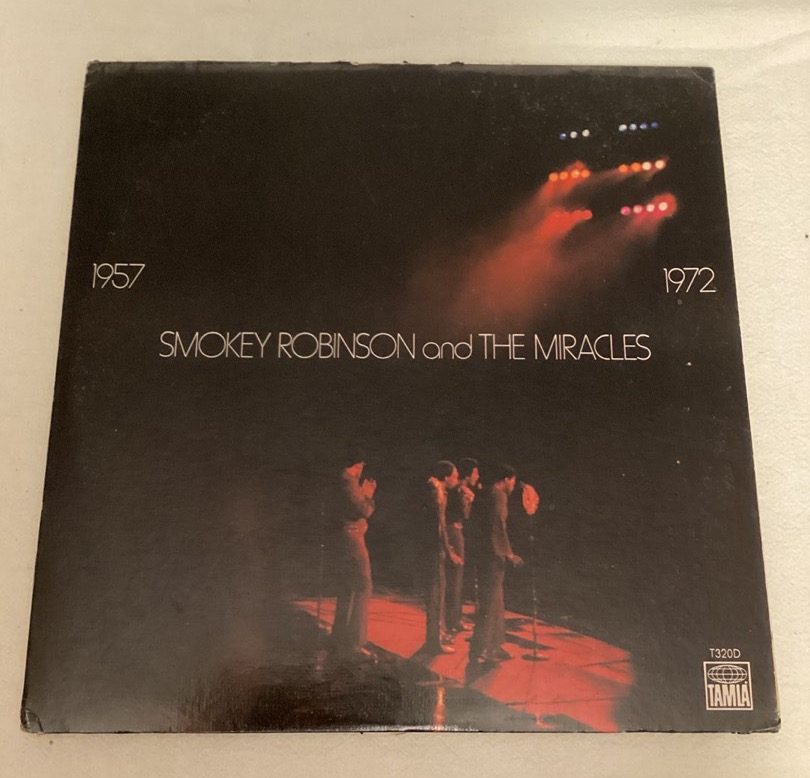 1957
1972
SMOKEY ROBINSON and THE MIRACLES
T320D
TAMLA